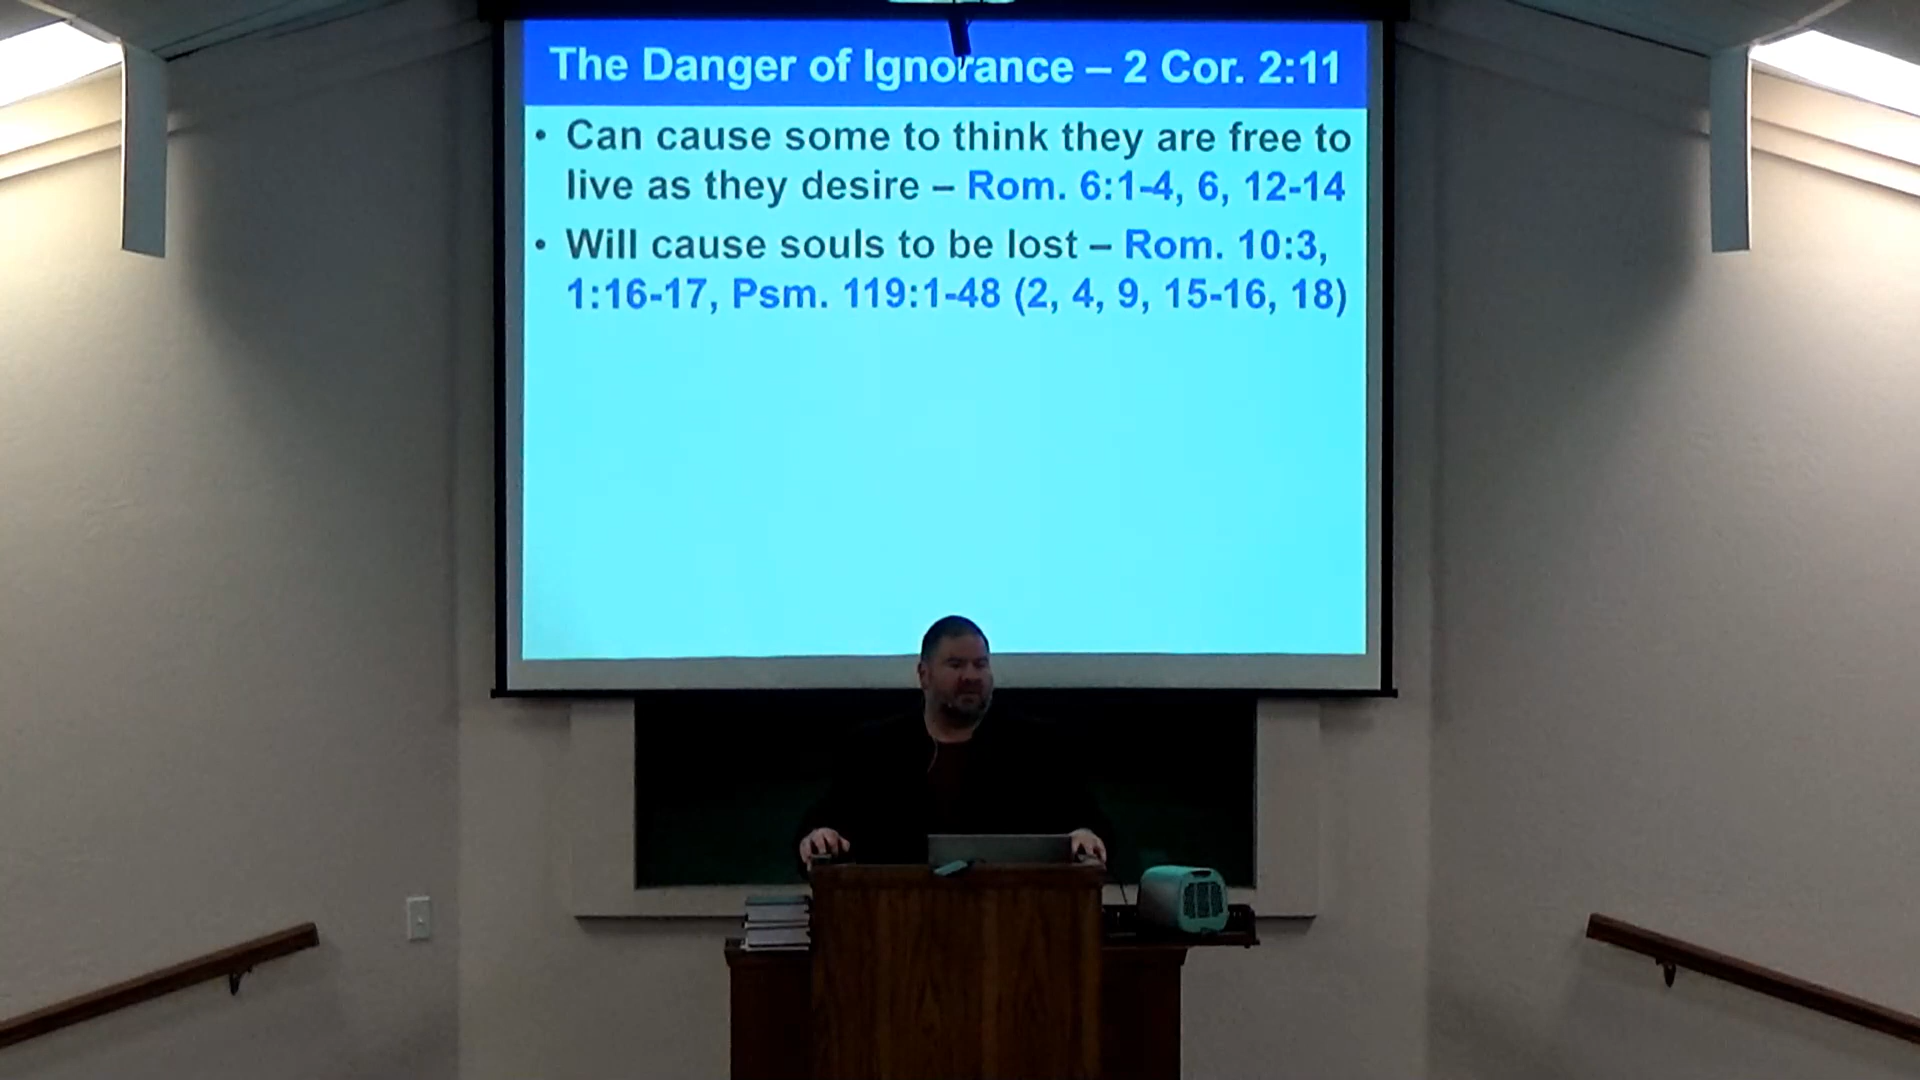 The Danger of Ignorance – 2 Cor. 2:11
• Can cause some to think they are free to
live as they desire – Rom. 6:1-4, 6, 12-14
• Will cause souls to be lost – Rom. 10:3,
1:16-17, Psm. 119:1-48 (2, 4, 9, 15-16, 18)